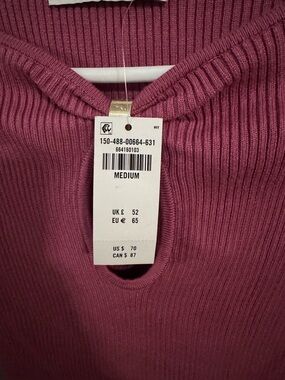 150-488-00664-631
664160103
MEDIUM
UK £ 52
EU € 65
US $ 70
CAN $ 87